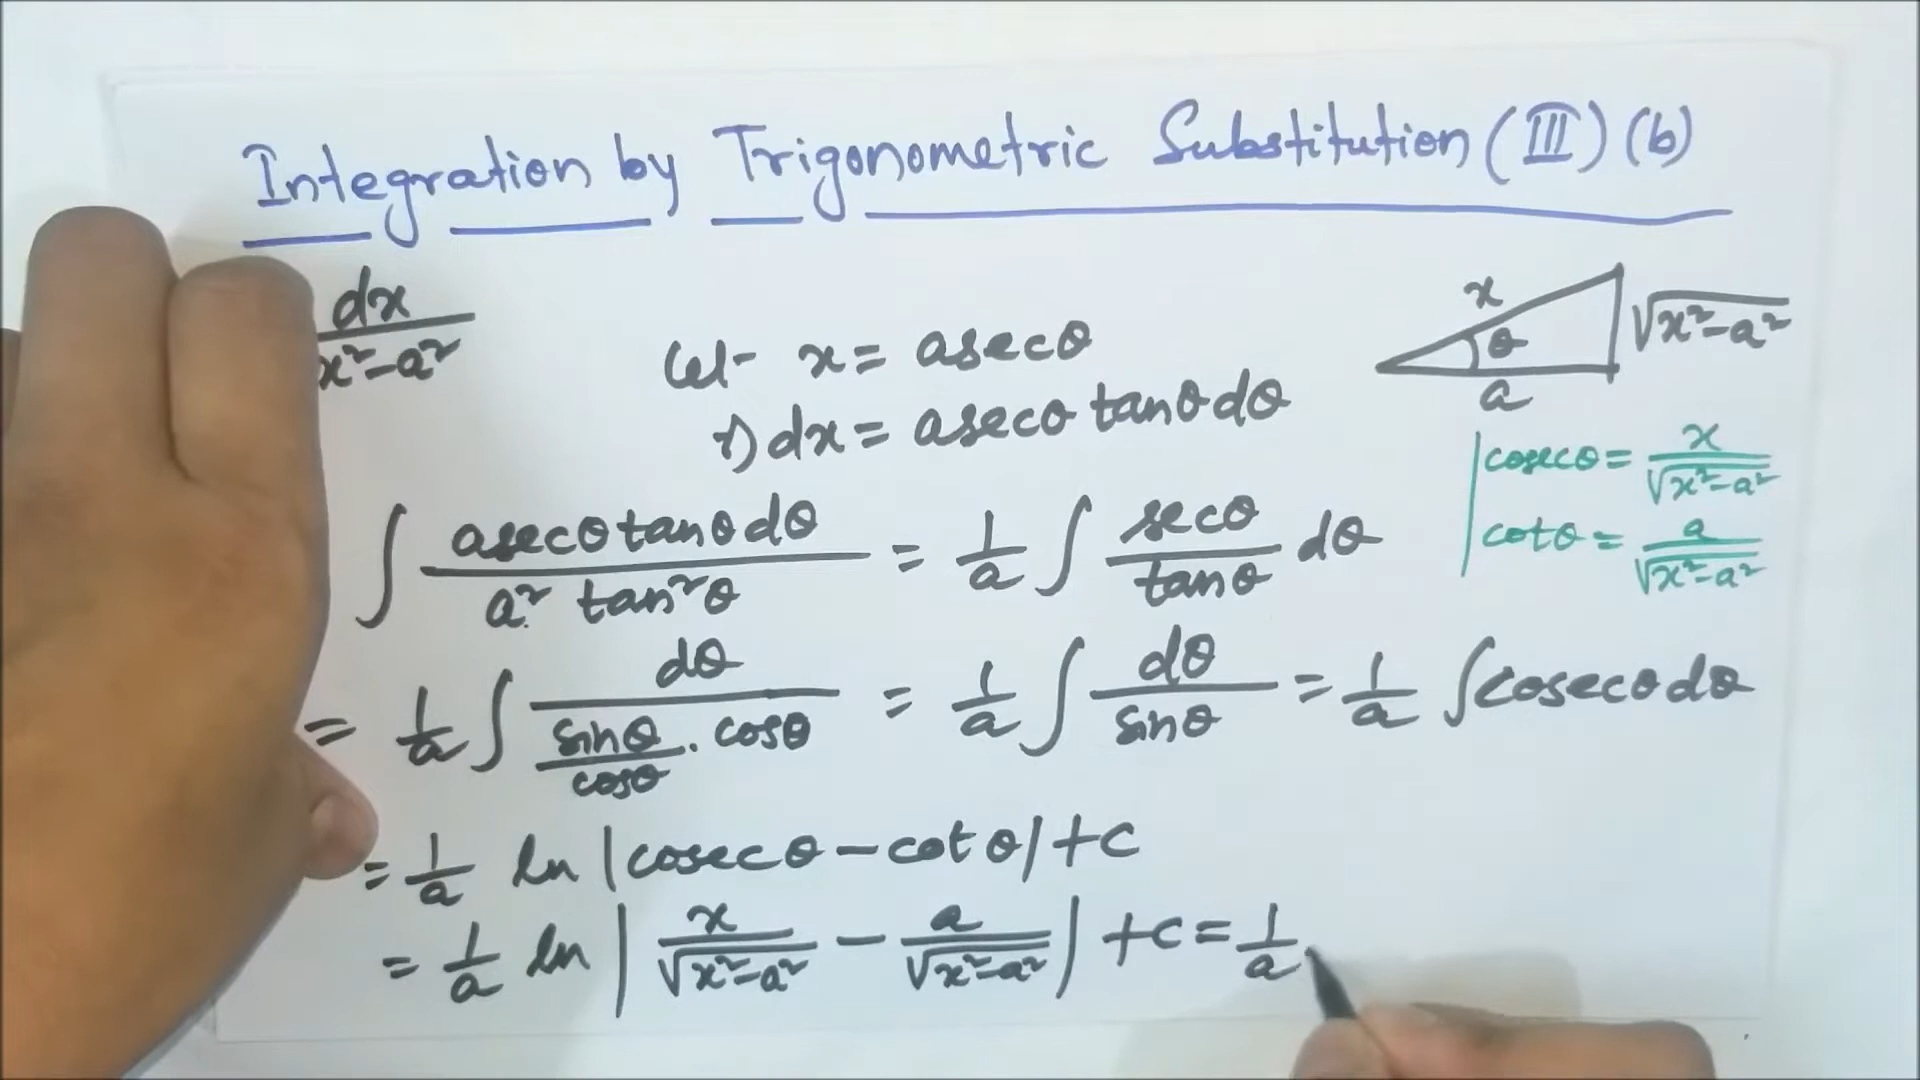 Integration by Trigonometric Substitution (III) (b)
dx / x²-a²
Let x = a secθ
⇒ dx = a secθ tanθ dθ
x
θ
√x²-a²
a
cosecθ = x / √x²-a²
cotθ = a / √x²-a²
∫ a secθ tanθ dθ / a² tan²θ = 1/a ∫ secθ / tanθ dθ
= 1/a ∫ dθ / sinθ/cosθ . cosθ = 1/a ∫ dθ / sinθ = 1/a ∫ cosecθ dθ
= 1/a ln |cosecθ - cotθ| + c
= 1/a ln | x / √x²-a² - a / √x²-a² | + c = 1/a